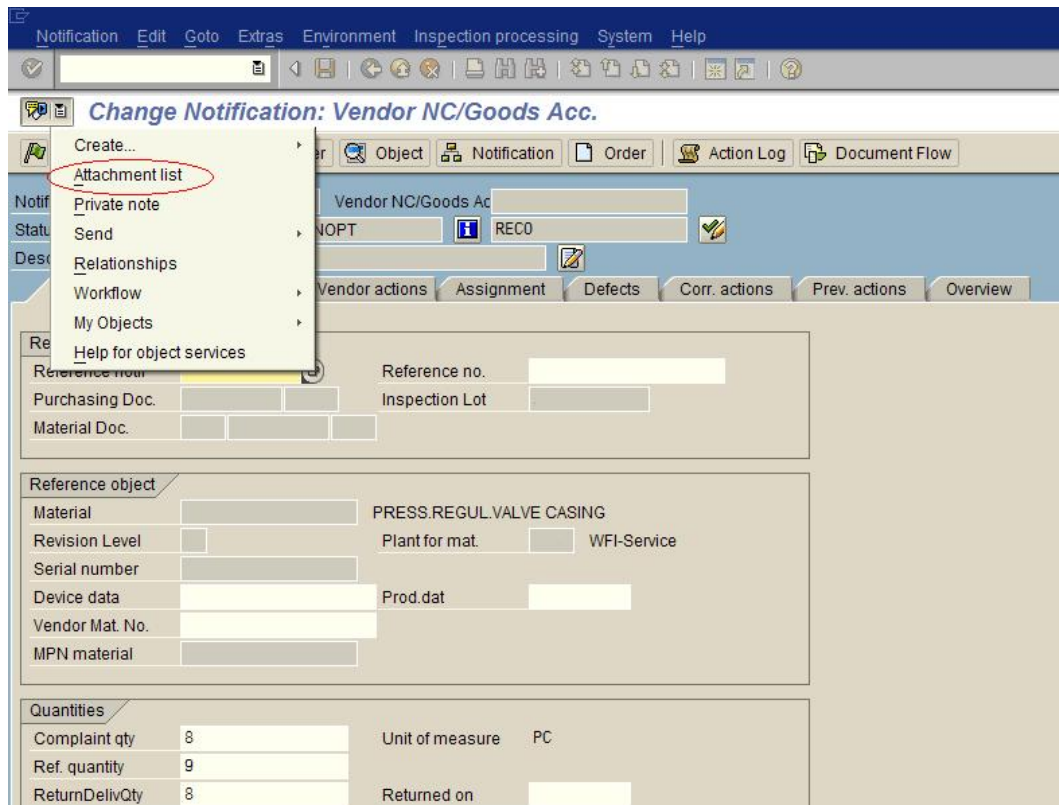 Notification Edit Goto Extras Environment Inspection processing System Help
Change Notification: Vendor NC/Goods Acc.
Object Notification Order Action Log Document Flow
Create...
Attachment list
Private note
Send
Relationships
Workflow
My Objects
Help for object services
Vendor NC/Goods Ac
NOPT RECO
Vendor actions Assignment Defects Corr. actions Prev. actions Overview
Reference notif Reference no.
Purchasing Doc. Inspection Lot
Material Doc.
Reference object
Material PRESS.REGUL.VALVE CASING
Revision Level Plant for mat. WFI-Service
Serial number
Device data Prod.dat
Vendor Mat. No.
MPN material
Quantities
Complaint qty 8 Unit of measure PC
Ref. quantity 9
ReturnDelivQty 8 Returned on